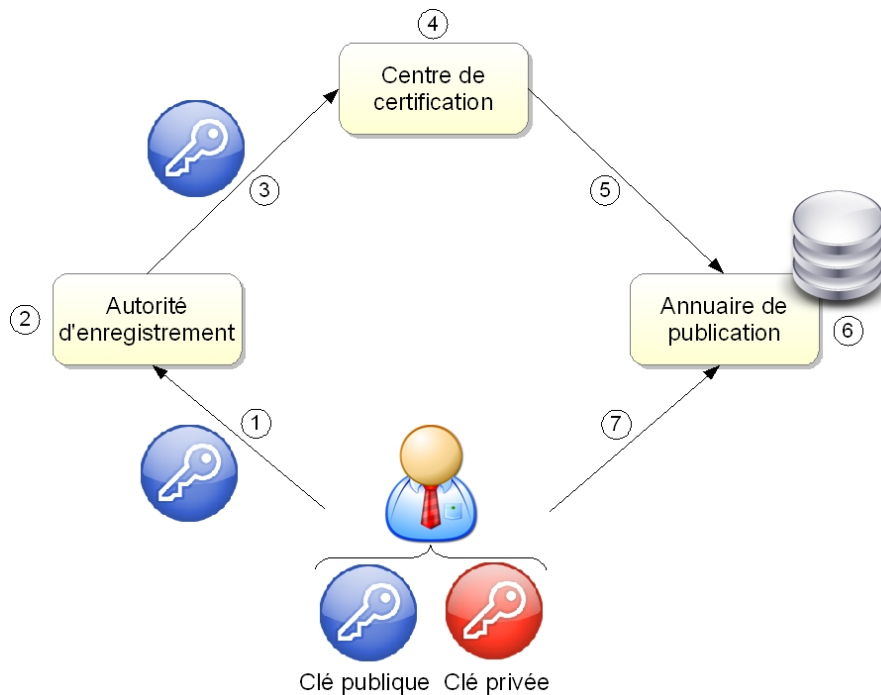 4
Centre de
certification
3
5
2
Autorité
d'enregistrement
Annuaire de
publication
6
1
7
Clé publique
Clé privée